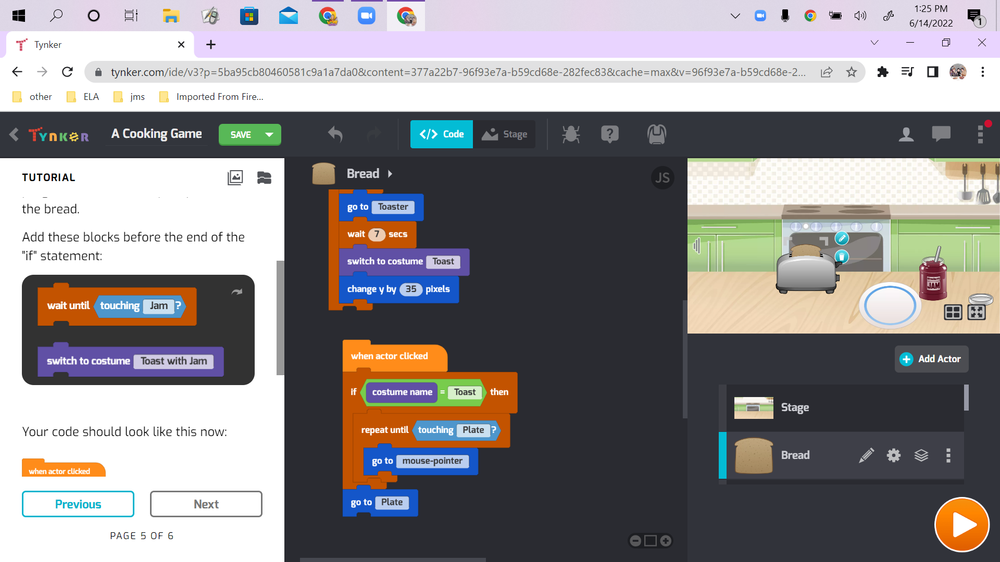 1:25 PM
6/14/2022
1
Tynker
tynker.com/ide/v3?p=5ba95cb80460581c9a1a7da0&content=377a22b7-96f93e7a-b59cd68e-282fec83&cache=max&v=96f93e7a-b59cd68e-2...
other
ELA
jms
Imported From Fire...
TYNKER
A Cooking Game
SAVE
</> Code
Stage
?
TUTORIAL
the bread.
Add these blocks before the end of the
"if" statement:
wait until touching Jam ?
switch to costume Toast with Jam
Your code should look like this now:
when actor clicked
Previous
Next
PAGE 5 OF 6
Bread
JS
go to Toaster
wait 7 secs
switch to costume Toast
change y by 35 pixels
when actor clicked
if costume name = Toast then
repeat until touching Plate ?
go to mouse-pointer
go to Plate
JAM
Add Actor
Stage
Bread